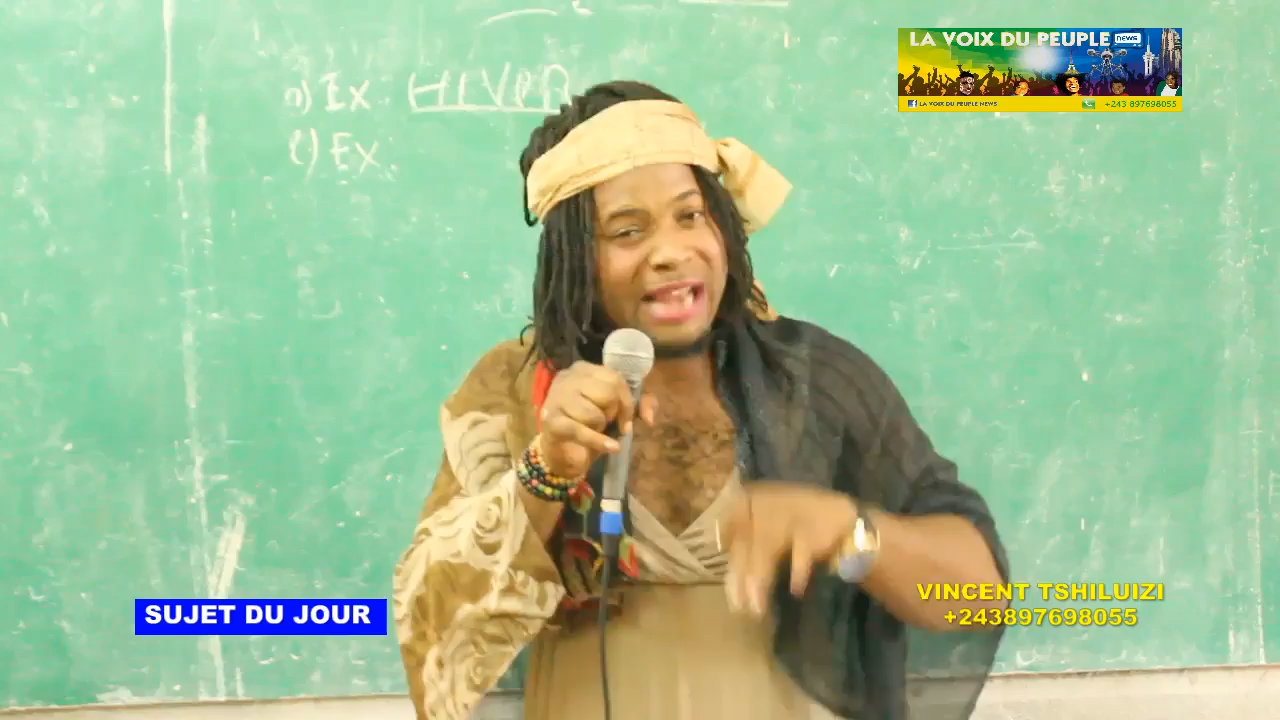 LA VOIX DU PEUPLE news
LA VOIX DU PEUPLE NEWS
+243 897698055
a) Ex
c) Ex
SUJET DU JOUR
VINCENT TSHILUIZI
+243897698055